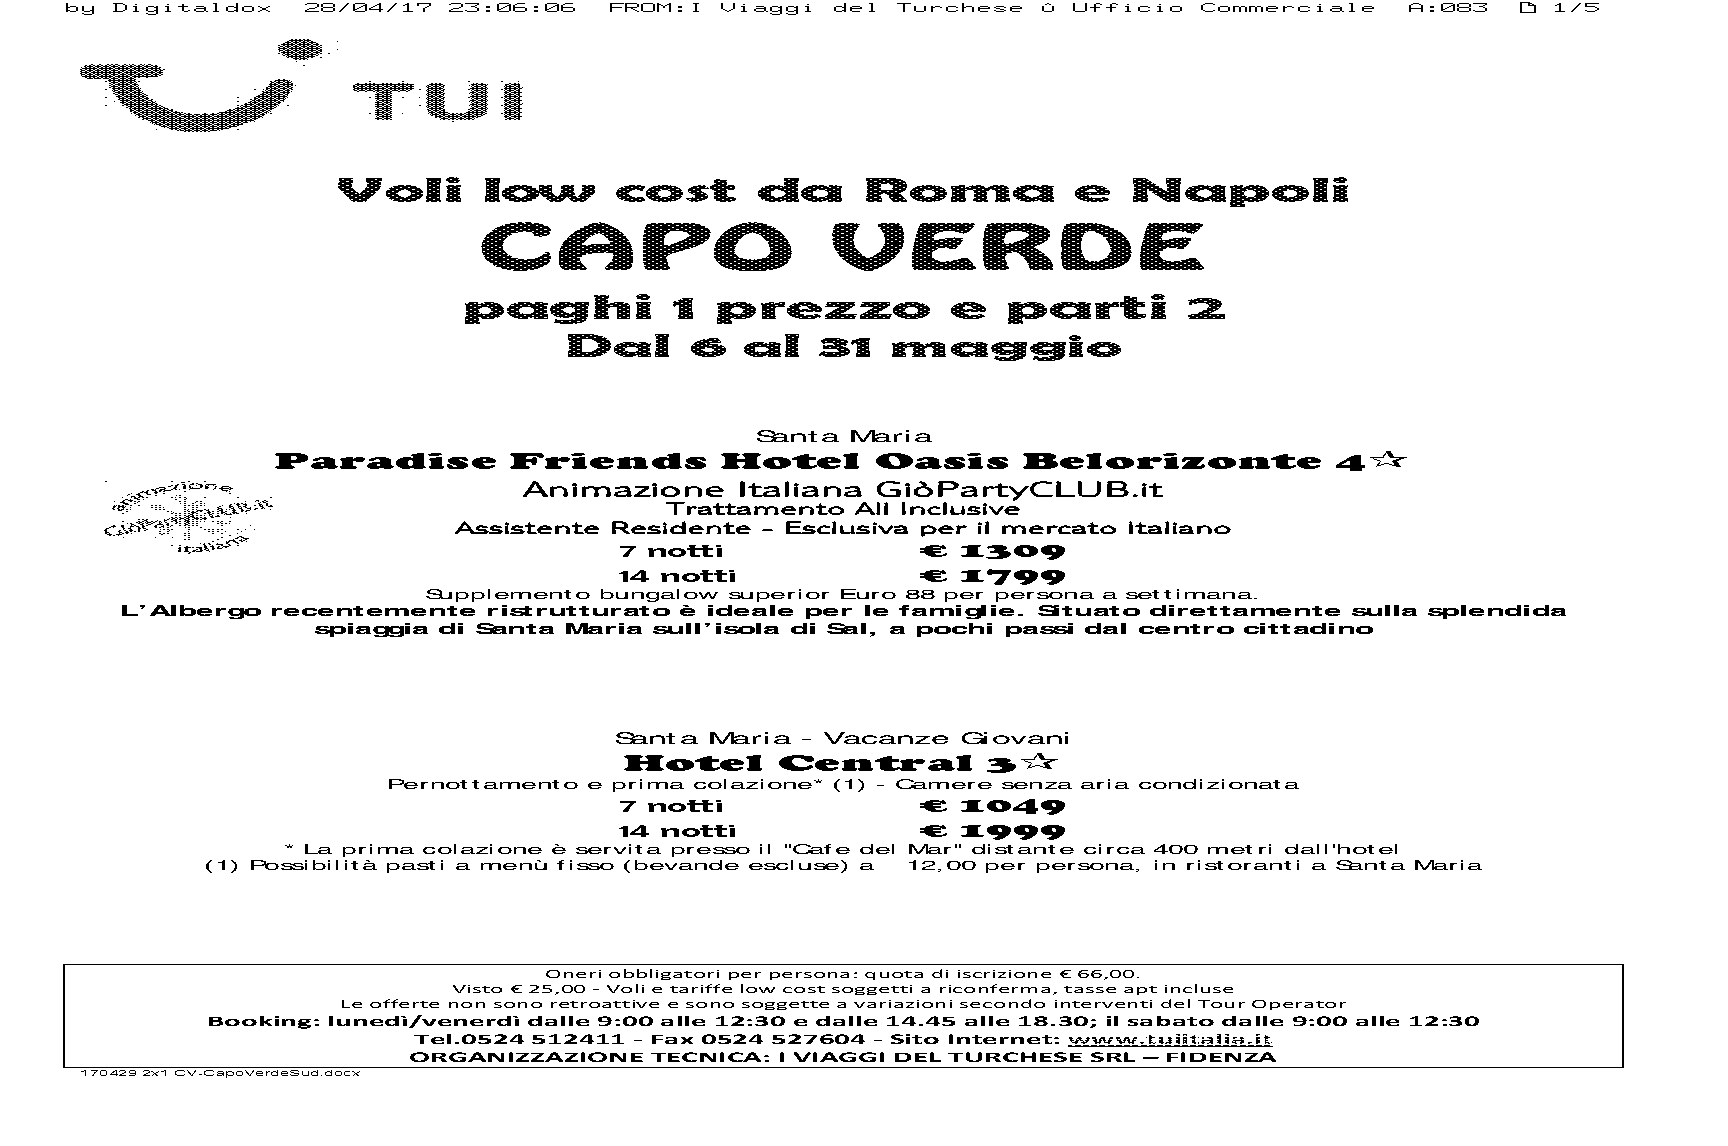 by Digitaldox 28/04/17 23:06:06 FROM:I Viaggi del Turchese û Ufficio Commerciale A:083 1/5
TUI
Voli low cost da Roma e Napoli
CAPO VERDE
paghi 1 prezzo e parti 2
Dal 6 al 31 maggio
Santa Maria
Paradise Friends Hotel Oasis Belorizonte 4☆
Animazione Italiana GiòPartyCLUB.it
Trattamento All Inclusive
Assistente Residente - Esclusiva per il mercato Italiano
animazione
GiòPartyCLUB.it
italiana
7 notti € 1309
14 notti € 1799
Supplemento bungalow superior Euro 88 per persona a settimana.
L'Albergo recentemente ristrutturato è ideale per le famiglie. Situato direttamente sulla splendida
spiaggia di Santa Maria sull'isola di Sal, a pochi passi dal centro cittadino
Santa Maria - Vacanze Giovani
Hotel Central 3☆
Pernottamento e prima colazione* (1) - Camere senza aria condizionata
7 notti € 1049
14 notti € 1999
* La prima colazione è servita presso il "Cafe del Mar" distante circa 400 metri dall'hotel
(1) Possibilità pasti a menù fisso (bevande escluse) a 12,00 per persona, in ristoranti a Santa Maria
Oneri obbligatori per persona: quota di iscrizione € 66,00.
Visto € 25,00 - Voli e tariffe low cost soggetti a riconferma, tasse apt incluse
Le offerte non sono retroattive e sono soggette a variazioni secondo interventi del Tour Operator
Booking: lunedì/venerdì dalle 9:00 alle 12:30 e dalle 14.45 alle 18.30; il sabato dalle 9:00 alle 12:30
Tel.0524 512411 - Fax 0524 527604 - Sito Internet: www.tuiitalia.it
ORGANIZZAZIONE TECNICA: I VIAGGI DEL TURCHESE SRL – FIDENZA
170429 2x1 CV-CapoVerdeSud.docx